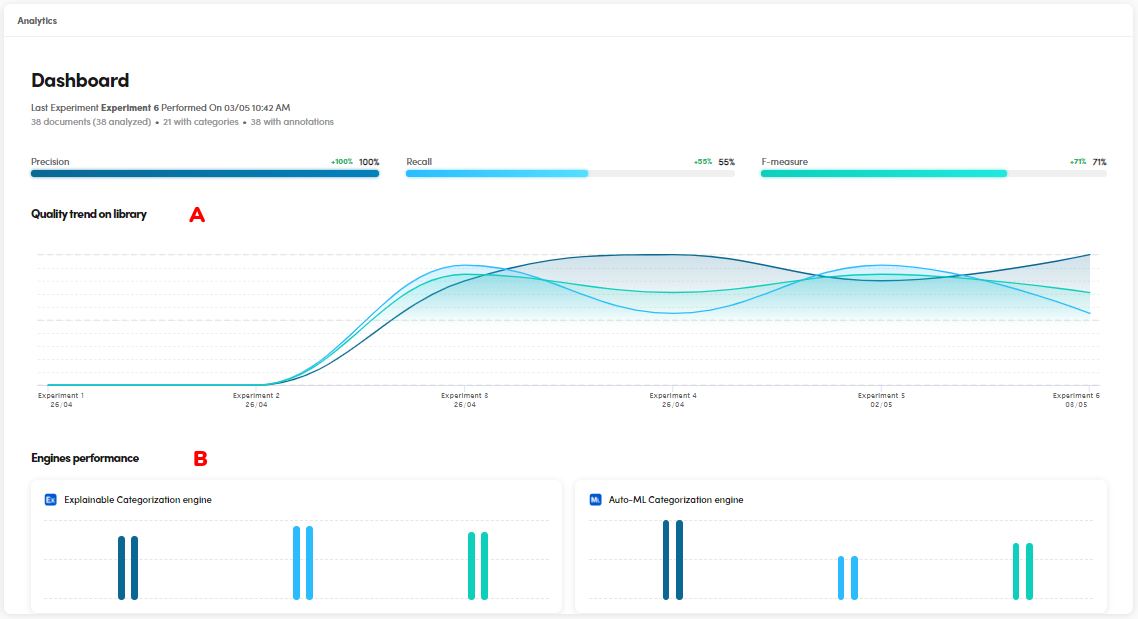 Analytics
Dashboard
Last Experiment Experiment 6 Performed On 03/05 10:42 AM
38 documents (38 analyzed) • 21 with categories • 38 with annotations
Precision +100% 100% Recall +55% 55% F-measure +71% 71%
Quality trend on library A
Experiment 1 Experiment 2 Experiment 3 Experiment 4 Experiment 5 Experiment 6
26/04 26/04 26/04 26/04 02/05 03/05
Engines performance B
Ex Explainable Categorization engine ML Auto-ML Categorization engine